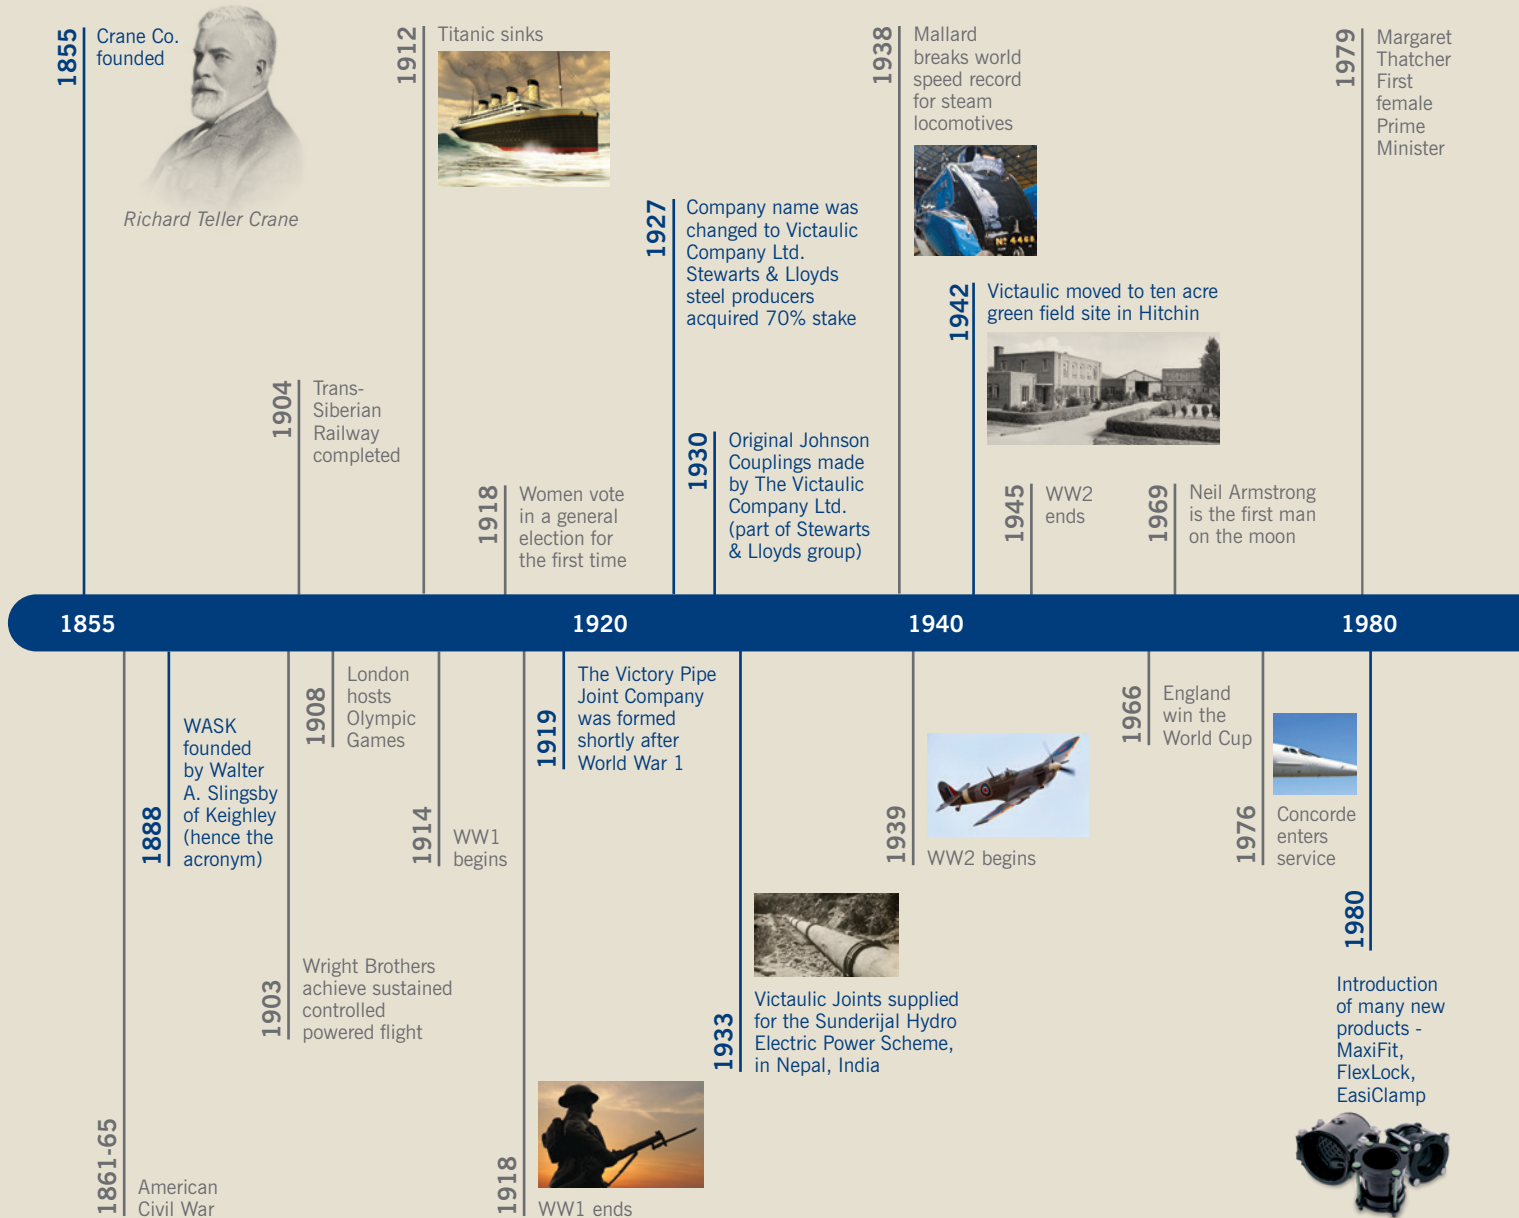 1855
Crane Co.
founded
Richard Teller Crane
1904
Trans-
Siberian
Railway
completed
1912
Titanic sinks
1918
Women vote
in a general
election for
the first time
1927
Company name was
changed to Victaulic
Company Ltd.
Stewarts & Lloyds
steel producers
acquired 70% stake
1930
Original Johnson
Couplings made
by The Victaulic
Company Ltd.
(part of Stewarts
& Lloyds group)
1938
Mallard
breaks world
speed record
for steam
locomotives
Nº 4468
1942
Victaulic moved to ten acre
green field site in Hitchin
1945
WW2
ends
1969
Neil Armstrong
is the first man
on the moon
1979
Margaret
Thatcher
First
female
Prime
Minister
1855
1920
1940
1980
1861-65
American
Civil War
1888
WASK
founded
by Walter
A. Slingsby
of Keighley
(hence the
acronym)
1903
Wright Brothers
achieve sustained
controlled
powered flight
1908
London
hosts
Olympic
Games
1914
WW1
begins
1918
WW1 ends
1919
The Victory Pipe
Joint Company
was formed
shortly after
World War 1
1933
Victaulic Joints supplied
for the Sunderijal Hydro
Electric Power Scheme,
in Nepal, India
1939
WW2 begins
1966
England
win the
World Cup
1976
Concorde
enters
service
1980
Introduction
of many new
products -
MaxiFit,
FlexLock,
EasiClamp